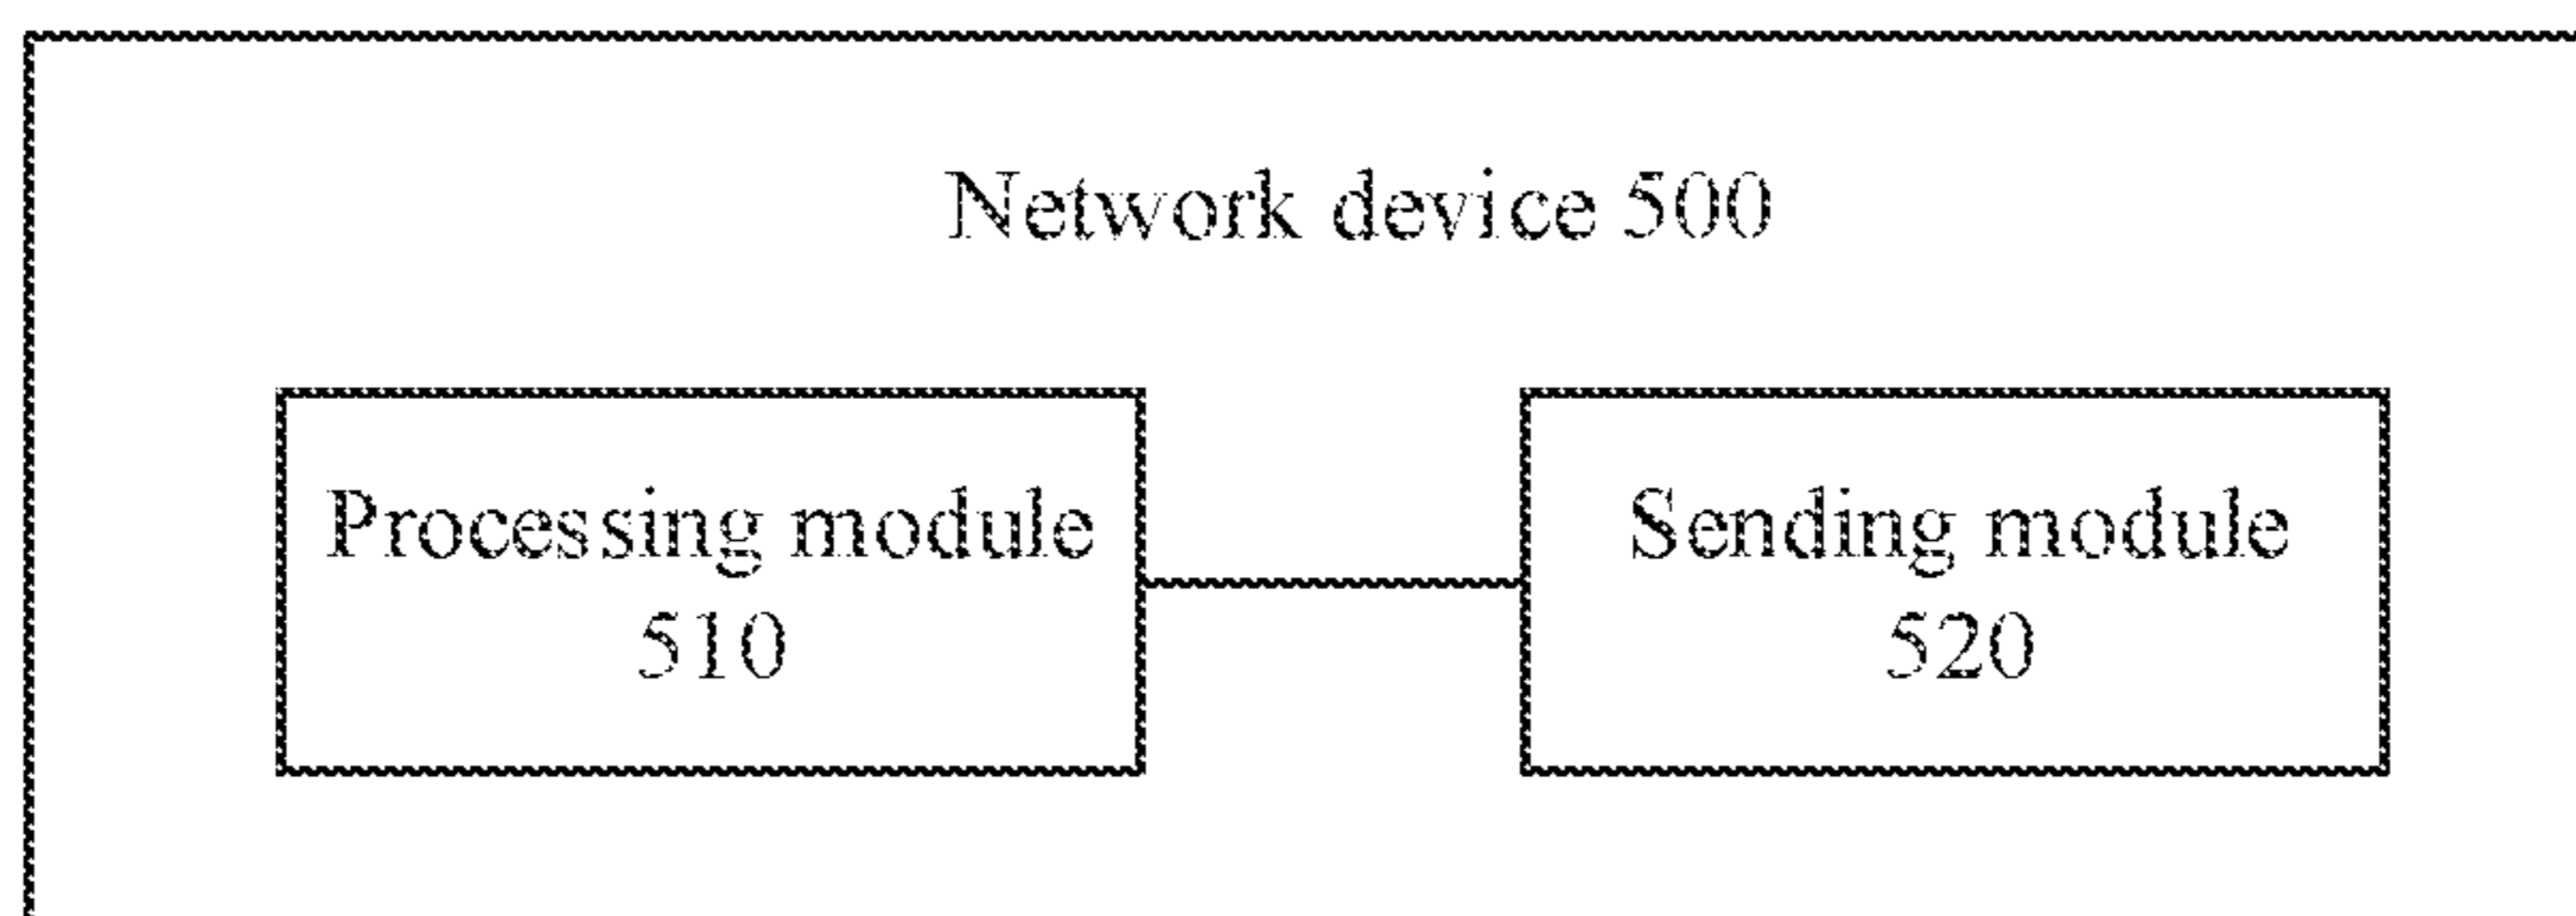 Network device 500
Processing module
510
Sending module
520